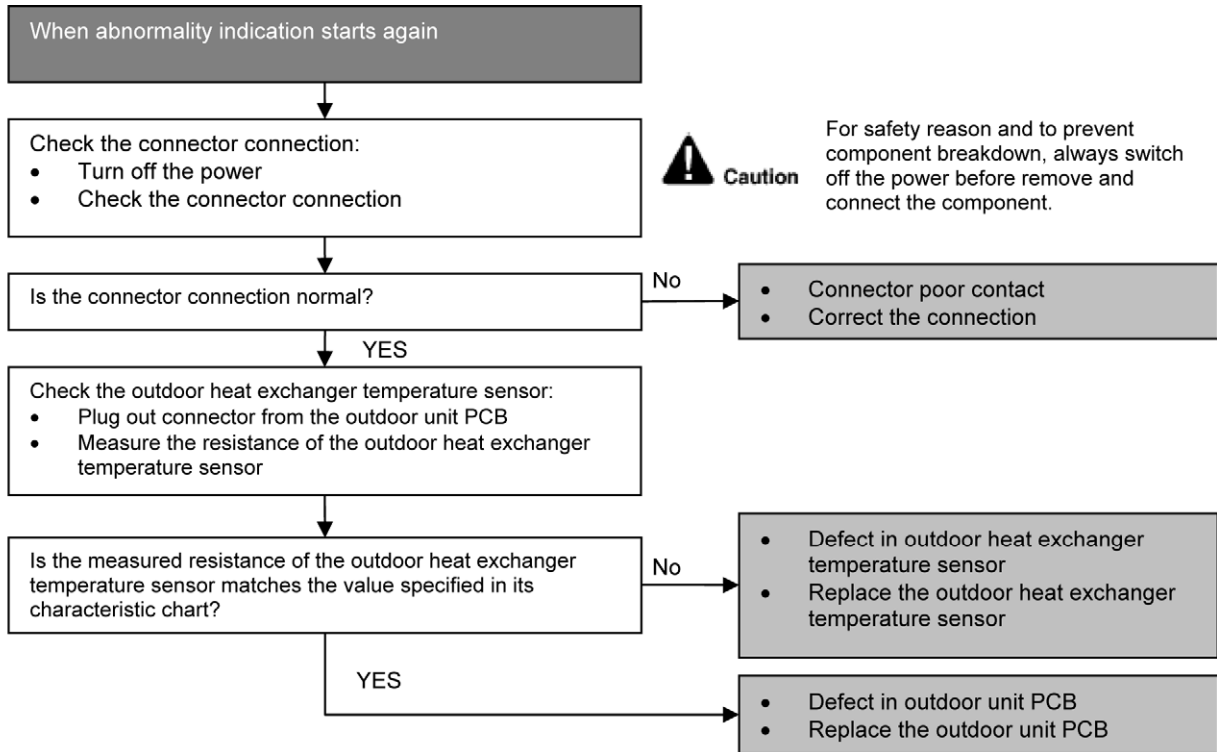 When abnormality indication starts again
Check the connector connection:
• Turn off the power
• Check the connector connection
Caution
For safety reason and to prevent
component breakdown, always switch
off the power before remove and
connect the component.
Is the connector connection normal?
No
• Connector poor contact
• Correct the connection
YES
Check the outdoor heat exchanger temperature sensor:
• Plug out connector from the outdoor unit PCB
• Measure the resistance of the outdoor heat exchanger
temperature sensor
Is the measured resistance of the outdoor heat exchanger
temperature sensor matches the value specified in its
characteristic chart?
No
• Defect in outdoor heat exchanger
temperature sensor
• Replace the outdoor heat exchanger
temperature sensor
YES
• Defect in outdoor unit PCB
• Replace the outdoor unit PCB